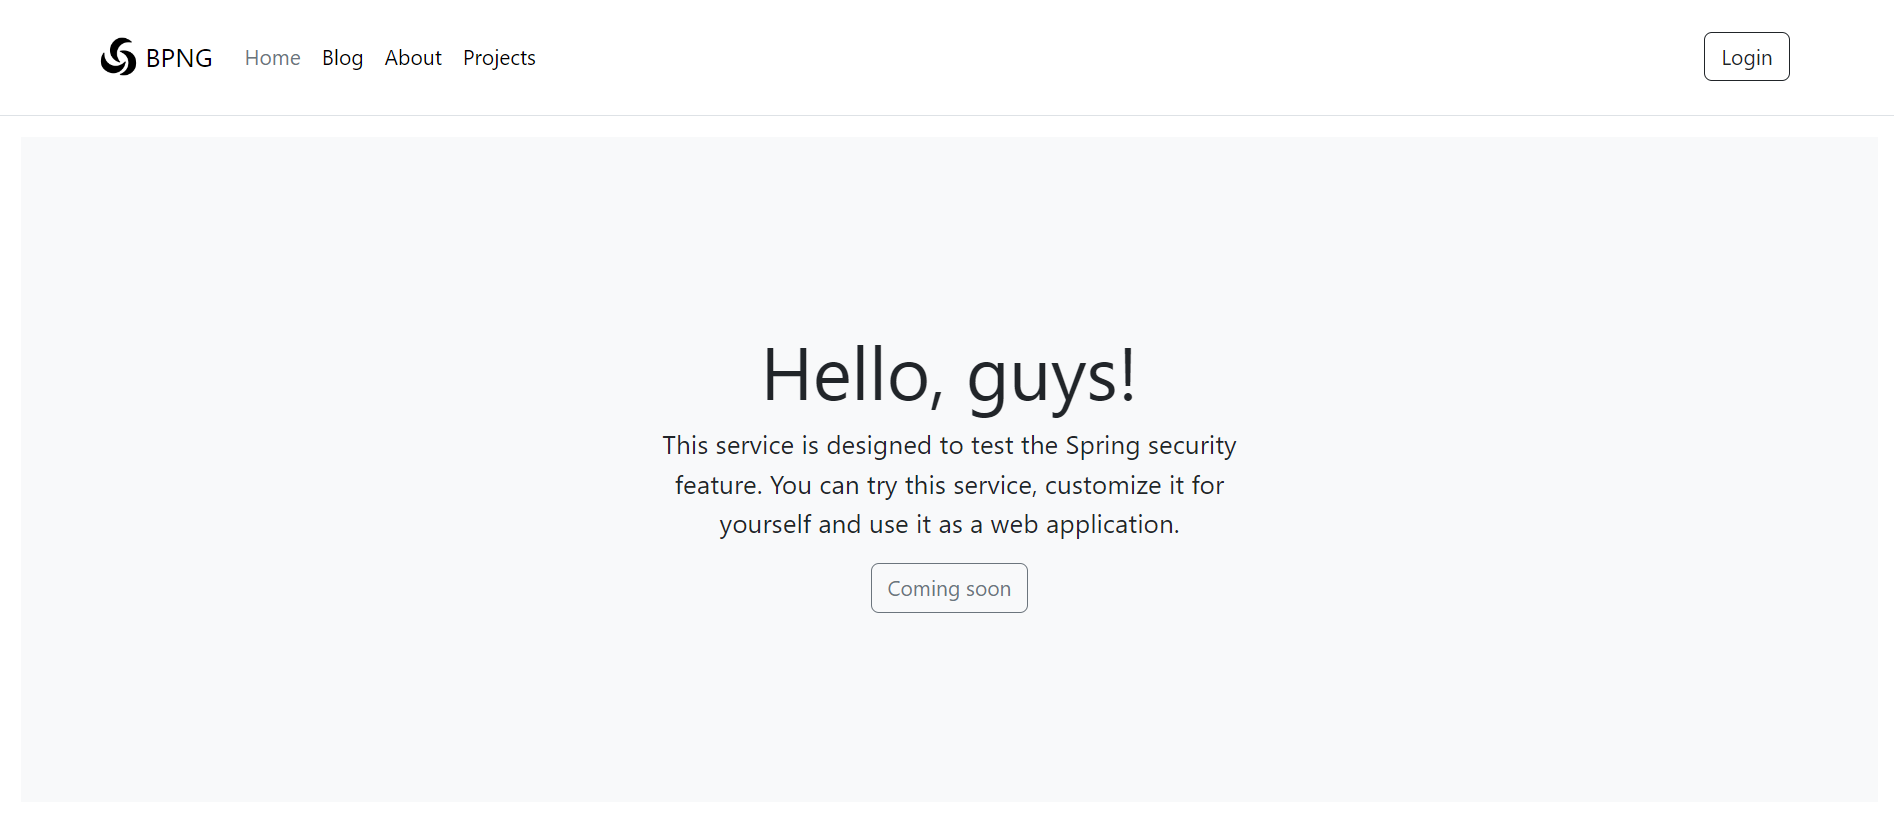 BPNG Home Blog About Projects Login
Hello, guys!
This service is designed to test the Spring security
feature. You can try this service, customize it for
yourself and use it as a web application.
Coming soon